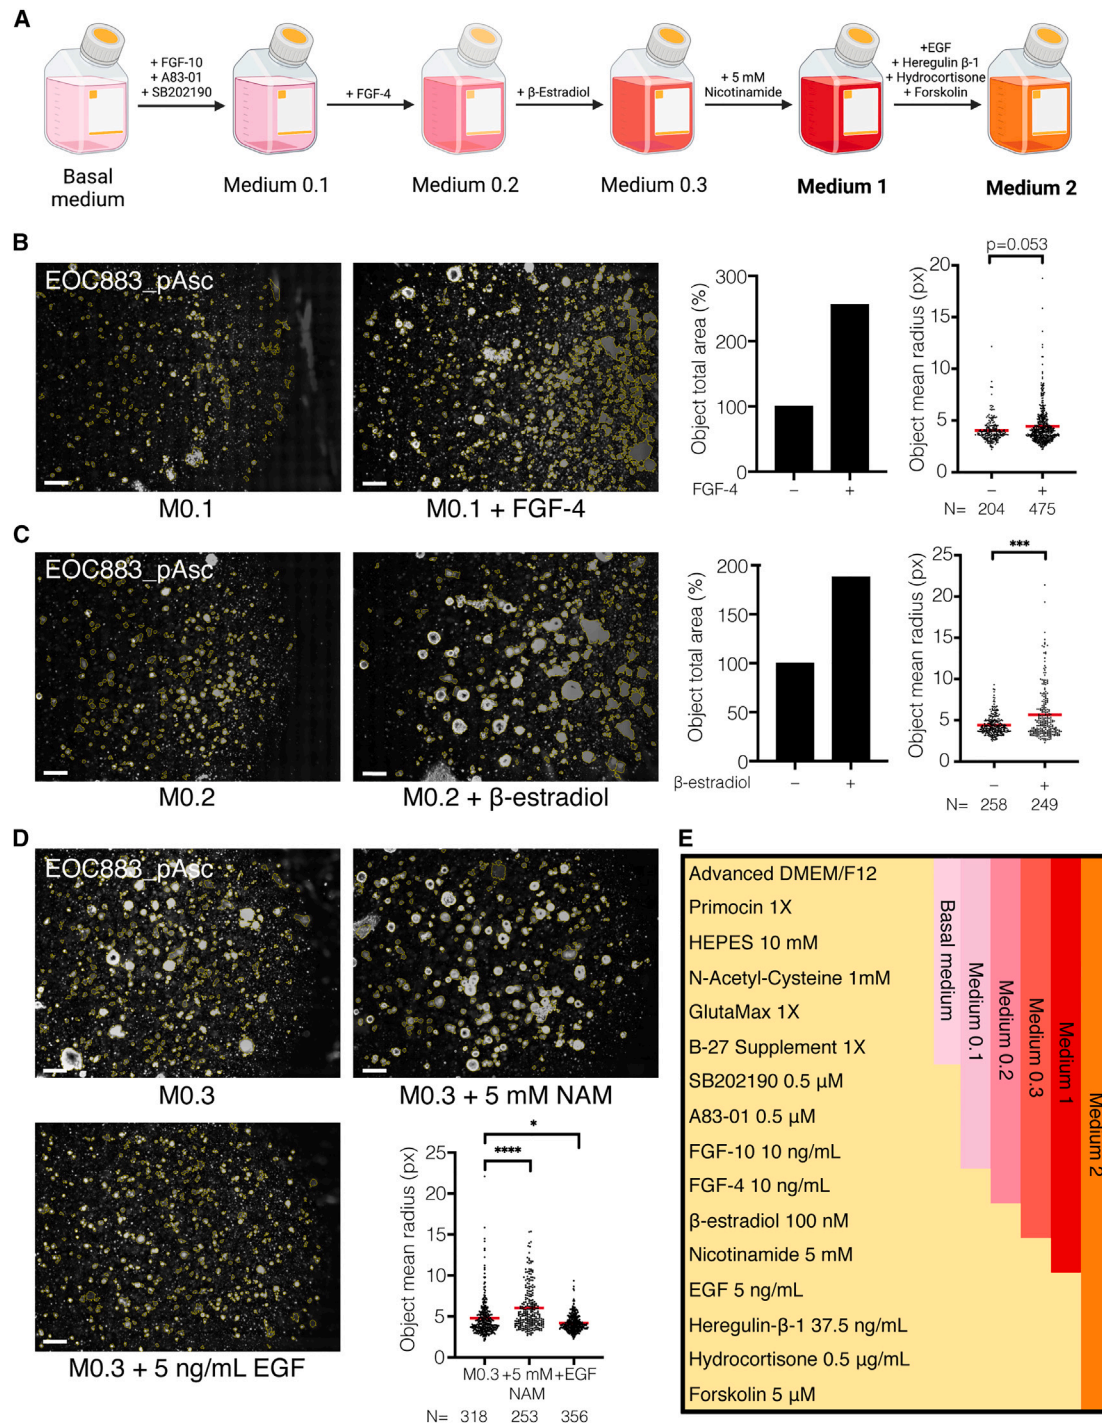 A
+ FGF-10
+ A83-01
+ SB202190
+ FGF-4
+ β-Estradiol
+ 5 mM
Nicotinamide
+EGF
+ Heregulin β-1
+ Hydrocortisone
+ Forskolin
Basal
medium
Medium 0.1
Medium 0.2
Medium 0.3
Medium 1
Medium 2
B
EOC883_pAsc
M0.1
M0.1 + FGF-4
Object total area (%)
300
200
100
0
FGF-4
–
+
p=0.053
Object mean radius (px)
20
15
10
5
0
–
+
N= 204 475
C
EOC883_pAsc
M0.2
M0.2 + β-estradiol
Object total area (%)
200
150
100
50
0
β-estradiol
–
+
***
Object mean radius (px)
25
20
15
10
5
0
–
+
N= 258 249
D
EOC883_pAsc
M0.3
M0.3 + 5 mM NAM
M0.3 + 5 ng/mL EGF
*
****
Object mean radius (px)
25
20
15
10
5
0
M0.3 +5 mM +EGF
NAM
N= 318 253 356
E
Advanced DMEM/F12
Primocin 1X
HEPES 10 mM
N-Acetyl-Cysteine 1mM
GlutaMax 1X
B-27 Supplement 1X
SB202190 0.5 µM
A83-01 0.5 µM
FGF-10 10 ng/mL
FGF-4 10 ng/mL
β-estradiol 100 nM
Nicotinamide 5 mM
EGF 5 ng/mL
Heregulin-β-1 37.5 ng/mL
Hydrocortisone 0.5 µg/mL
Forskolin 5 µM
Basal medium
Medium 0.1
Medium 0.2
Medium 0.3
Medium 1
Medium 2